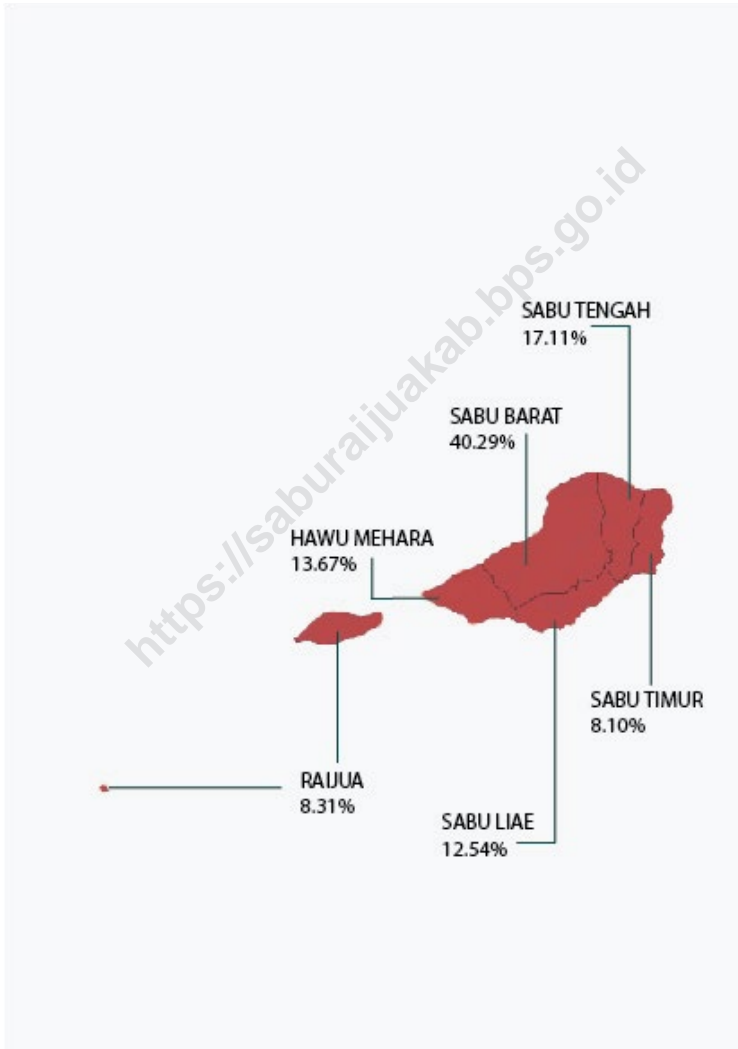 https://saburaijuakab.bps.go.id
SABU TENGAH
17.11%
SABU BARAT
40.29%
HAWU MEHARA
13.67%
SABU TIMUR
8.10%
RAIJUA
8.31%
SABU LIAE
12.54%